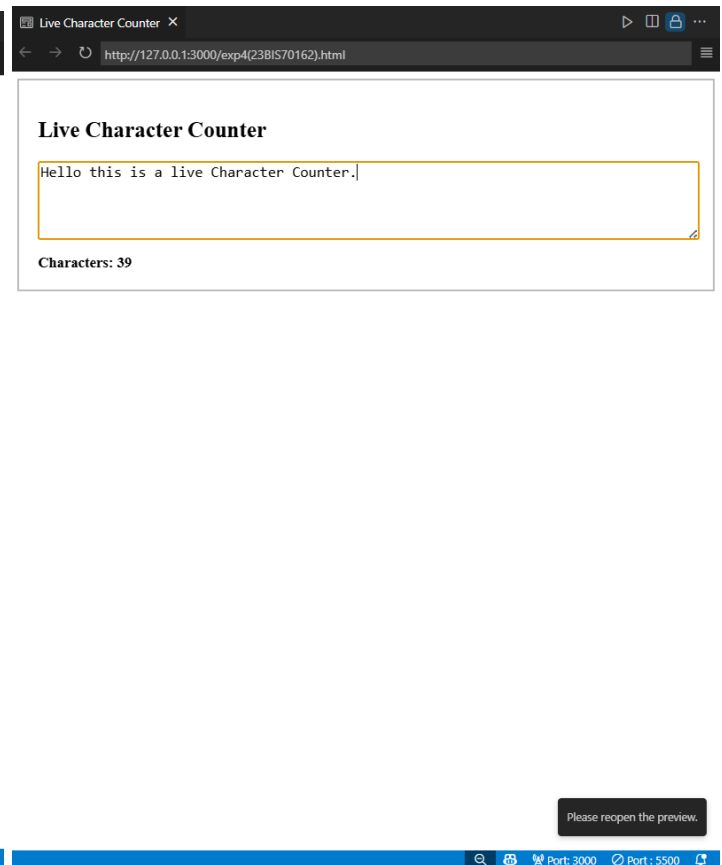 Live Character Counter
http://127.0.0.1:3000/exp4(23BIS70162).html
Live Character Counter
Hello this is a live Character Counter.
Characters: 39
Please reopen the preview.
Port: 3000 Port : 5500